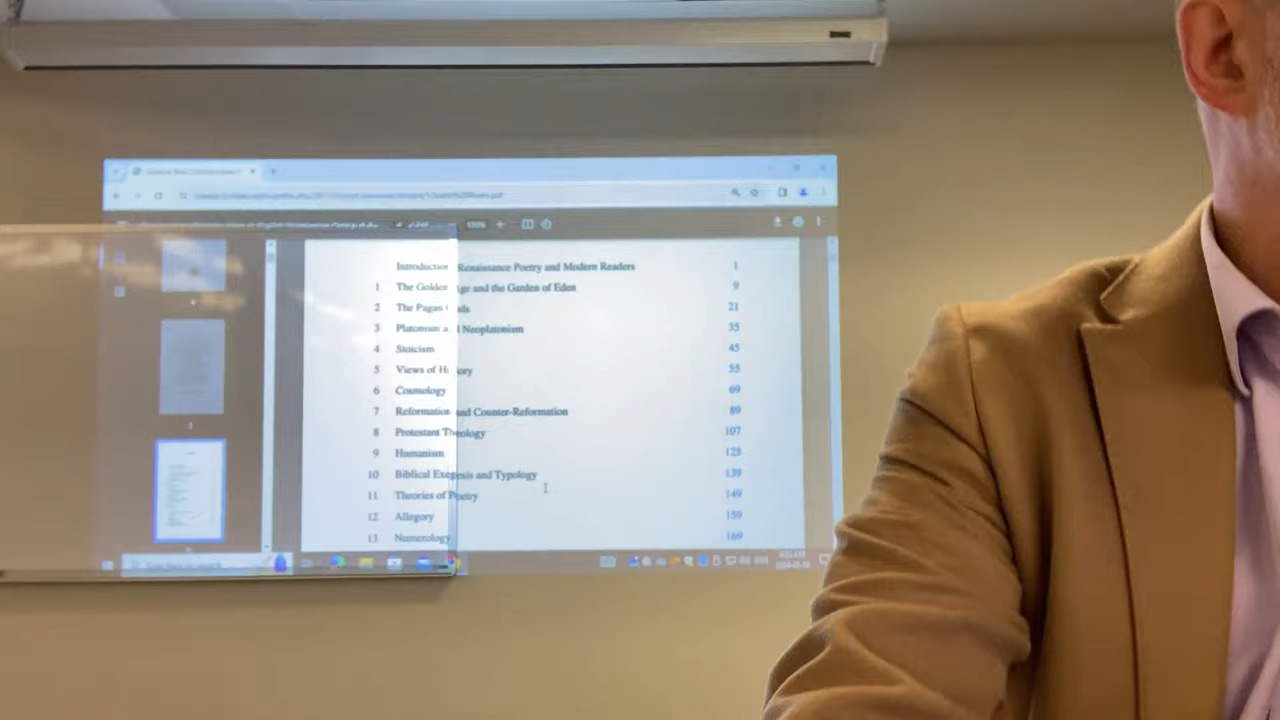 Introduction Renaissance Poetry and Modern Readers 1
1 The Golden Age and the Garden of Eden 9
2 The Pagan Gods 21
3 Platonism and Neoplatonism 35
4 Stoicism 45
5 Views of History 55
6 Cosmology 69
7 Reformation and Counter-Reformation 89
8 Protestant Theology 107
9 Humanism 125
10 Biblical Exegesis and Typology 139
11 Theories of Poetry 149
12 Allegory 159
13 Numerology 169